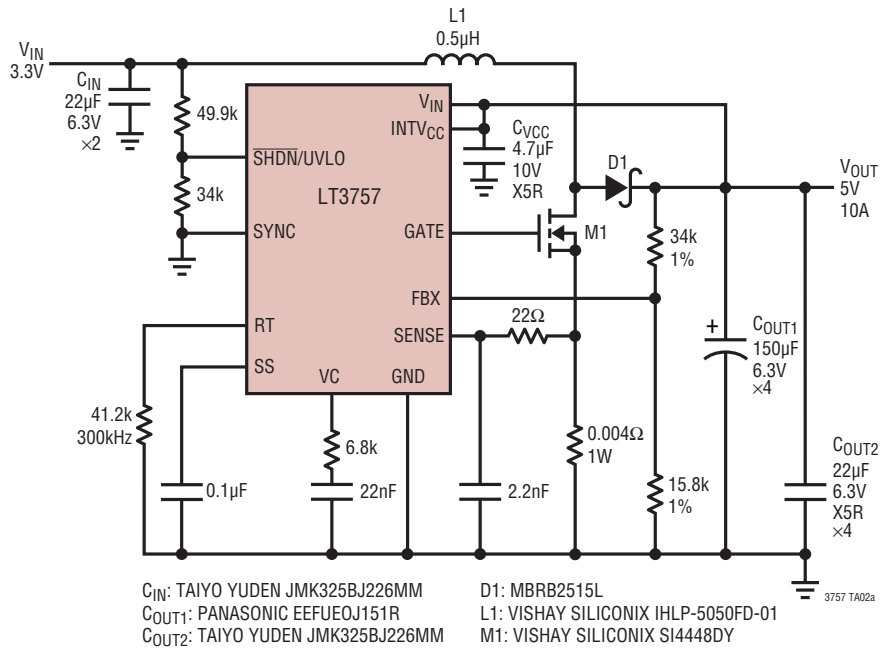 L1
0.5µH
VIN
3.3V
CIN
22µF
6.3V
×2
49.9k
34k
SHDN/UVLO
SYNC
LT3757
VIN
INTVCC
CVCC
4.7µF
10V
X5R
D1
VOUT
5V
10A
GATE
M1
34k
1%
FBX
22Ω
SENSE
RT
SS
VC
GND
+
COUT1
150µF
6.3V
×4
41.2k
300kHz
6.8k
0.004Ω
1W
0.1µF
22nF
2.2nF
15.8k
1%
COUT2
22µF
6.3V
X5R
×4
CIN: TAIYO YUDEN JMK325BJ226MM
COUT1: PANASONIC EEFUEOJ151R
COUT2: TAIYO YUDEN JMK325BJ226MM
D1: MBRB2515L
L1: VISHAY SILICONIX IHLP-5050FD-01
M1: VISHAY SILICONIX SI4448DY
3757 TA02a